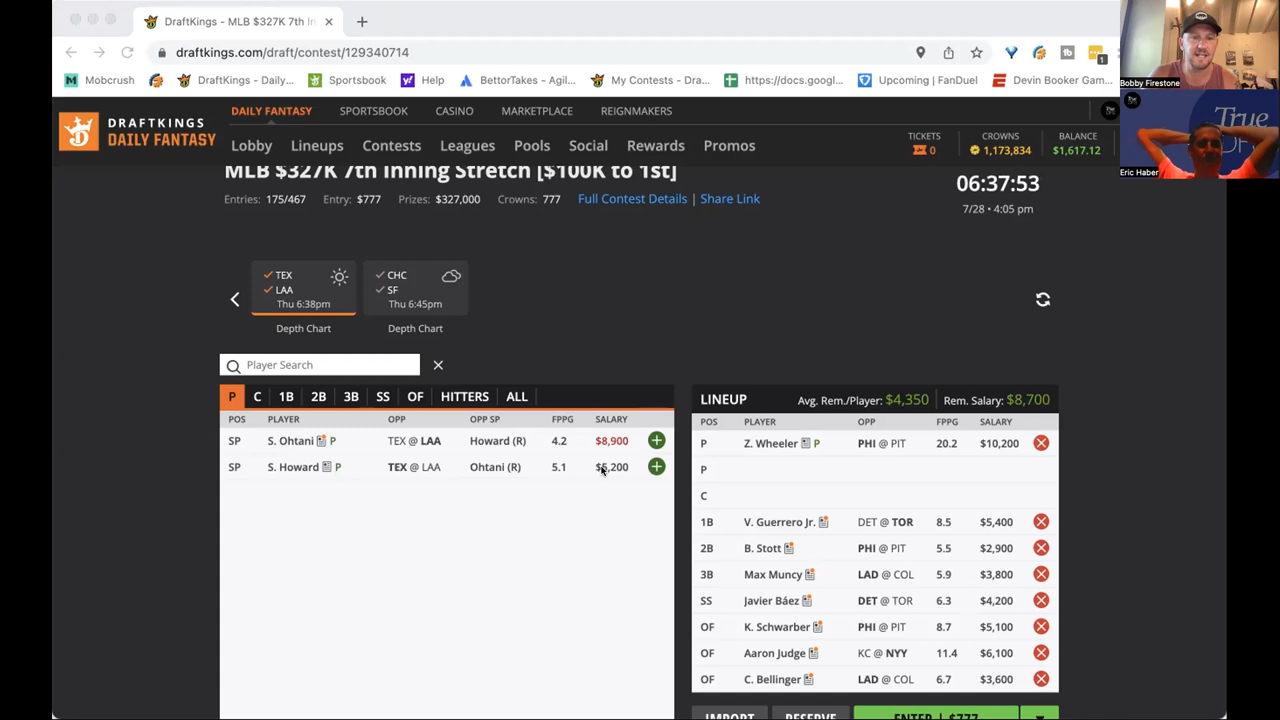 DraftKings - MLB $327K 7th In
draftkings.com/draft/contest/129340714
Mobcrush DraftKings - Daily... Sportsbook Help BettorTakes - Agil... My Contests - Dra... https://docs.googl... Upcoming | FanDuel Devin Booker Gam...
1
Bobby Firestone
True
Eric Haber
DAILY FANTASY SPORTSBOOK CASINO MARKETPLACE REIGNMAKERS
DRAFTKINGS
DAILY FANTASY
Lobby Lineups Contests Leagues Pools Social Rewards Promos
TICKETS CROWNS BALANCE
0 1,173,834 $1,617.12
MLB $327K 7th Inning Stretch [$100K to 1st]
Entries: 175/467 Entry: $777 Prizes: $327,000 Crowns: 777 Full Contest Details | Share Link
06:37:53
7/28 • 4:05 pm
TEX
LAA
Thu 6:38pm
Depth Chart
CHC
SF
Thu 6:45pm
Depth Chart
Player Search
P C 1B 2B 3B SS OF HITTERS ALL
POS PLAYER OPP OPP SP FPPG SALARY
SP S. Ohtani P TEX @ LAA Howard (R) 4.2 $8,900
SP S. Howard P TEX @ LAA Ohtani (R) 5.1 $5,200
LINEUP Avg. Rem./Player: $4,350 Rem. Salary: $8,700
POS PLAYER OPP FPPG SALARY
P Z. Wheeler P PHI @ PIT 20.2 $10,200
P
C
1B V. Guerrero Jr. DET @ TOR 8.5 $5,400
2B B. Stott PHI @ PIT 5.5 $2,900
3B Max Muncy LAD @ COL 5.9 $3,800
SS Javier Báez DET @ TOR 6.3 $4,200
OF K. Schwarber PHI @ PIT 8.7 $5,100
OF Aaron Judge KC @ NYY 11.4 $6,100
OF C. Bellinger LAD @ COL 6.7 $3,600
IMPORT RESERVE ENTER | $777